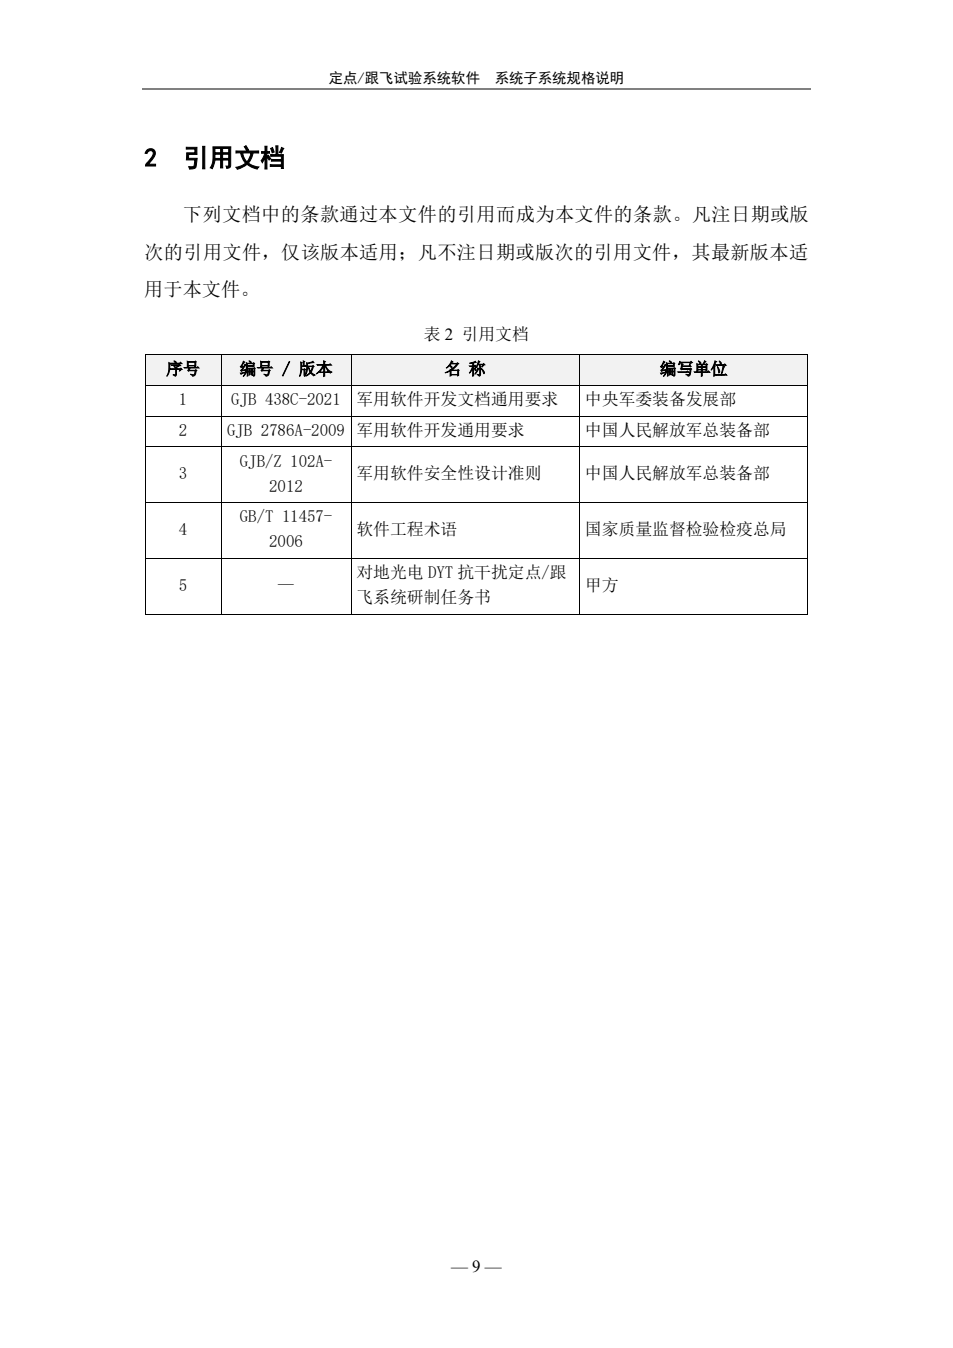 定点/跟飞试验系统软件　系统子系统规格说明
2　引用文档
下列文档中的条款通过本文件的引用而成为本文件的条款。凡注日期或版
次的引用文件，仅该版本适用；凡不注日期或版次的引用文件，其最新版本适
用于本文件。
表 2 引用文档
序号 编号 / 版本 名 称 编写单位
1 GJB 438C-2021 军用软件开发文档通用要求 中央军委装备发展部
2 GJB 2786A-2009 军用软件开发通用要求 中国人民解放军总装备部
3 GJB/Z 102A-
2012 军用软件安全性设计准则 中国人民解放军总装备部
4 GB/T 11457-
2006 软件工程术语 国家质量监督检验检疫总局
5 — 对地光电 DYT 抗干扰定点/跟
飞系统研制任务书 甲方
— 9 —